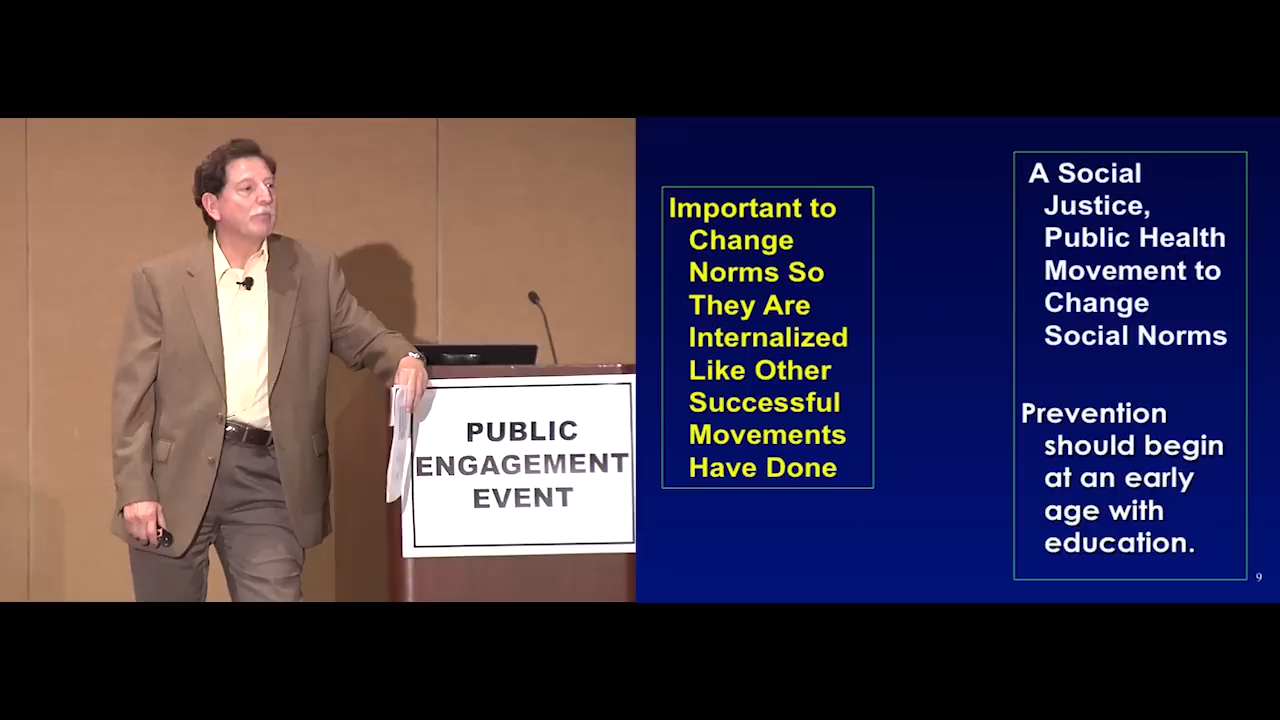 PUBLIC
ENGAGEMENT
EVENT
Important to
Change
Norms So
They Are
Internalized
Like Other
Successful
Movements
Have Done
A Social
Justice,
Public Health
Movement to
Change
Social Norms
Prevention
should begin
at an early
age with
education.
9